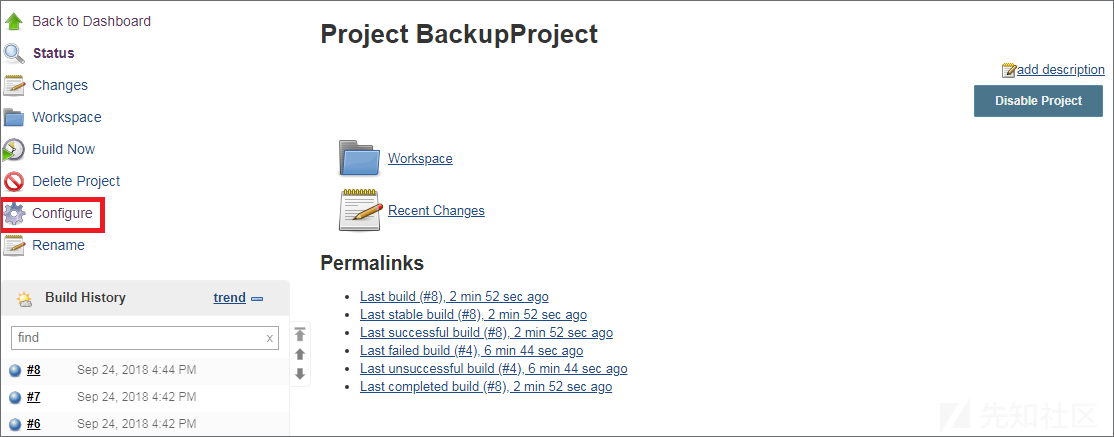 Back to Dashboard
Status
Changes
Workspace
Build Now
Delete Project
Configure
Rename
Build History trend
find x
#8 Sep 24, 2018 4:44 PM
#7 Sep 24, 2018 4:42 PM
#6 Sep 24, 2018 4:42 PM
Project BackupProject
add description
Disable Project
Workspace
Recent Changes
Permalinks
Last build (#8), 2 min 52 sec ago
Last stable build (#8), 2 min 52 sec ago
Last successful build (#8), 2 min 52 sec ago
Last failed build (#4), 6 min 44 sec ago
Last unsuccessful build (#4), 6 min 44 sec ago
Last completed build (#8), 2 min 52 sec ago
先知社区